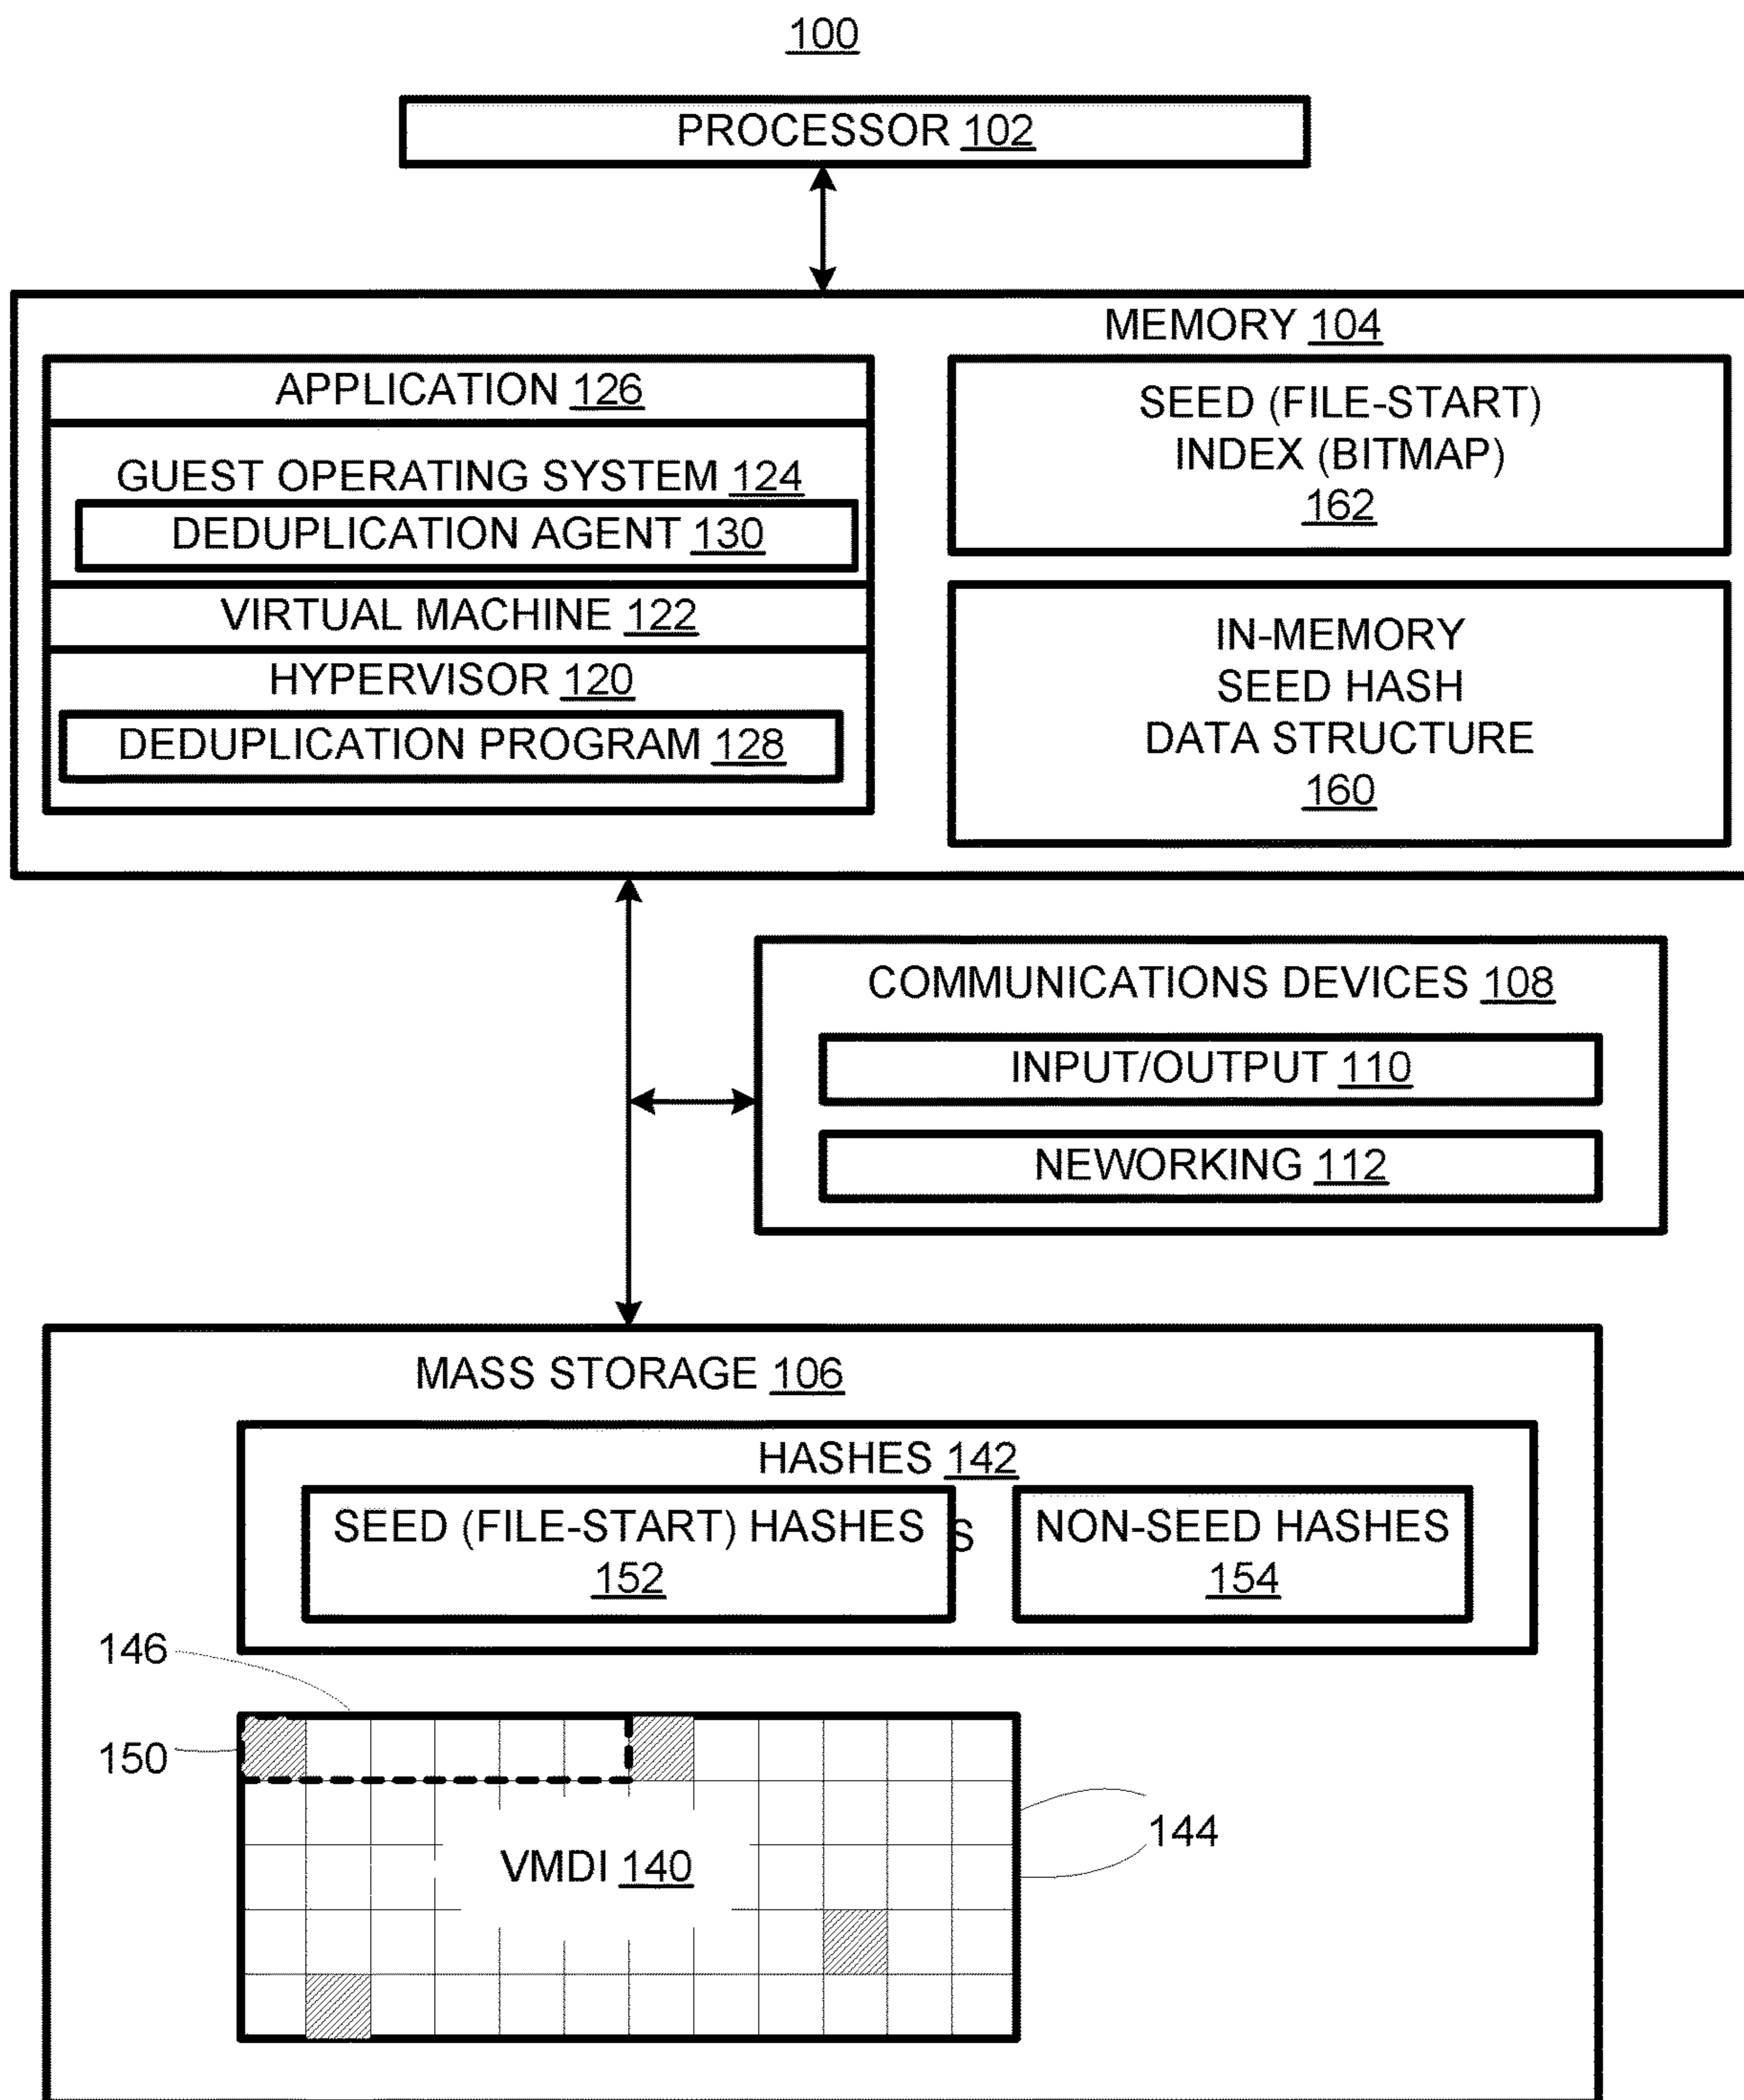 100
PROCESSOR 102
MEMORY 104
APPLICATION 126
GUEST OPERATING SYSTEM 124
DEDUPLICATION AGENT 130
VIRTUAL MACHINE 122
HYPERVISOR 120
DEDUPLICATION PROGRAM 128
SEED (FILE-START)
INDEX (BITMAP)
162
IN-MEMORY
SEED HASH
DATA STRUCTURE
160
COMMUNICATIONS DEVICES 108
INPUT/OUTPUT 110
NEWORKING 112
MASS STORAGE 106
HASHES 142
SEED (FILE-START) HASHES
152
S
NON-SEED HASHES
154
146
150
VMDI 140
144